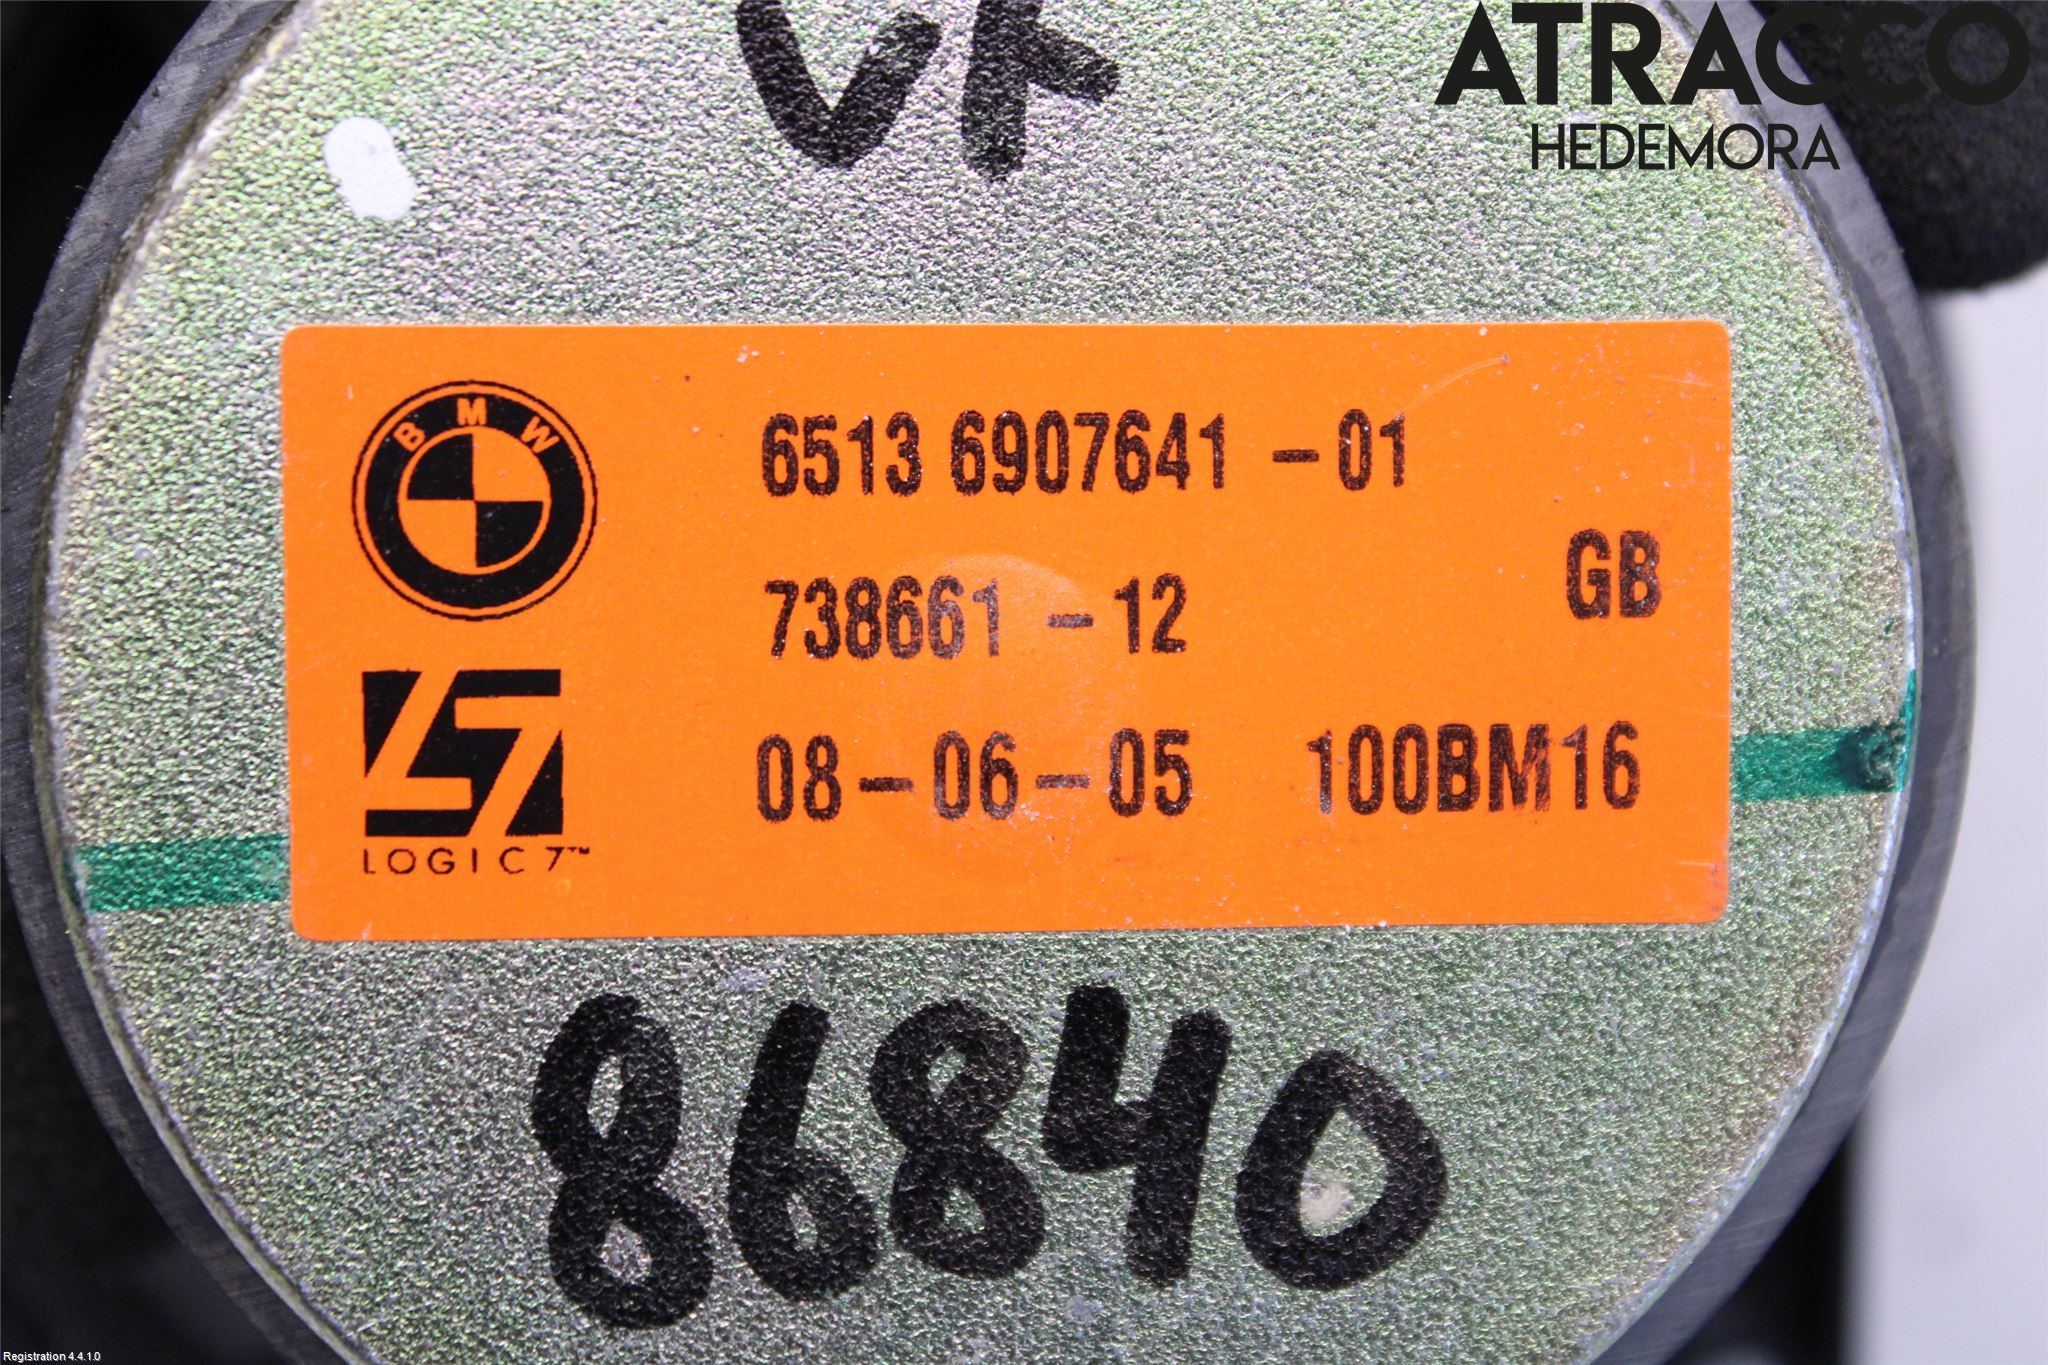 VF
ATRACCO
HEDEMORA
BMW
6513 6907641 -01
GB
738661 -12
08-06-05 100BM16
LOGIC7™
86840
Registration 4.4.1.0